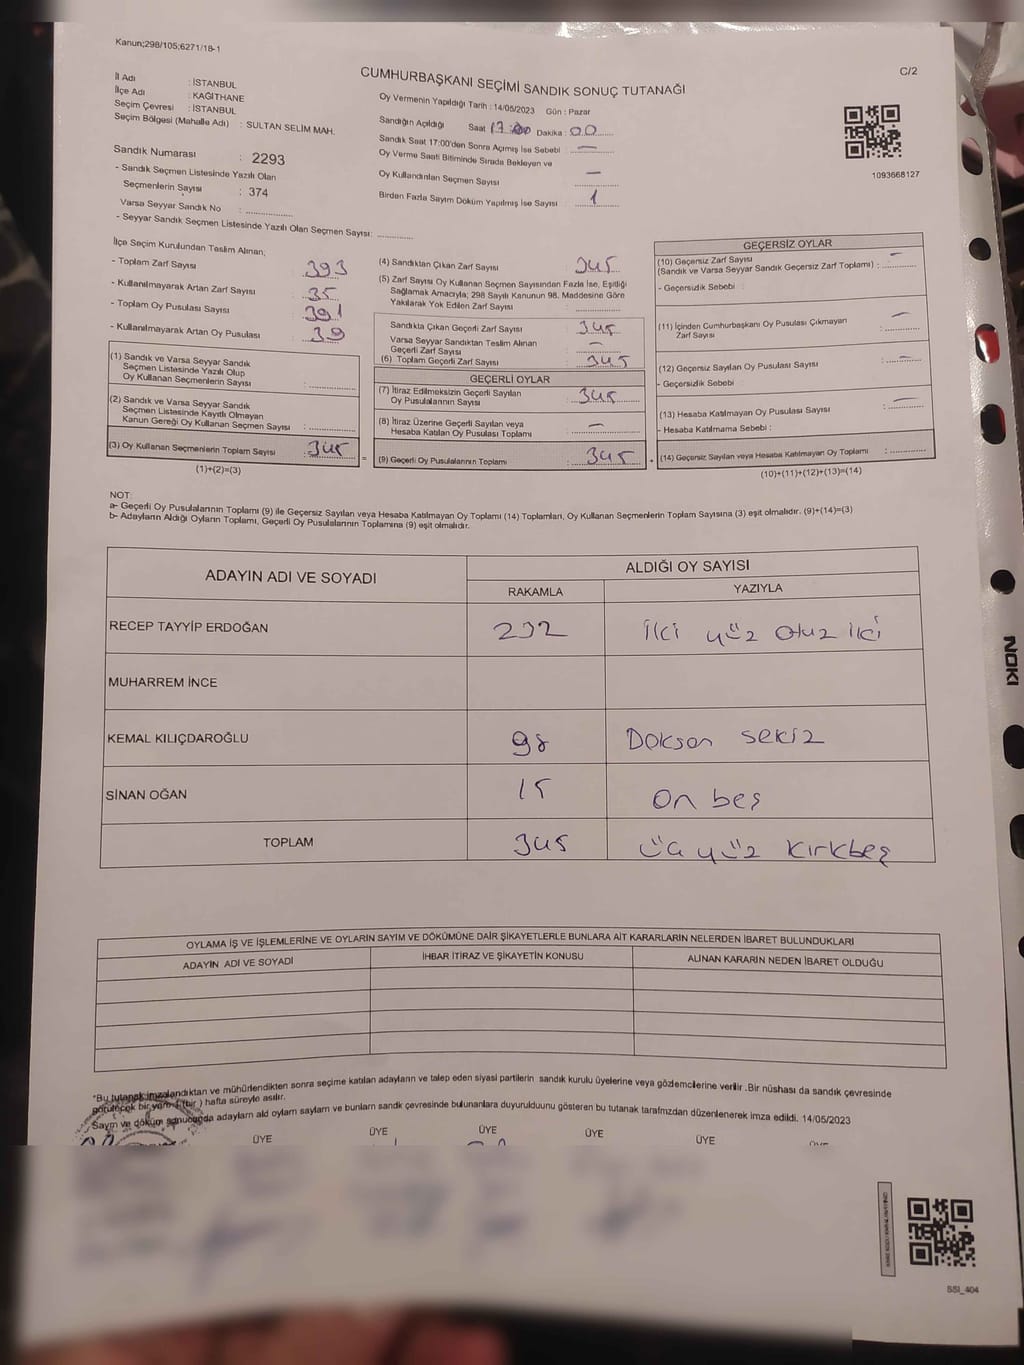 Kanun;298/105;6271/18-1
C/2
CUMHURBAŞKANI SEÇİMİ SANDIK SONUÇ TUTANAĞI
İl Adı : İSTANBUL
İlçe Adı : KAĞITHANE
Seçim Çevresi : İSTANBUL
Seçim Bölgesi (Mahalle Adı) : SULTAN SELİM MAH.
Sandık Numarası : 2293
- Sandık Seçmen Listesinde Yazılı Olan
Seçmenlerin Sayısı : 374
Varsa Seyyar Sandık No :
- Seyyar Sandık Seçmen Listesinde Yazılı Olan Seçmen Sayısı:
Oy Vermenin Yapıldığı Tarih : 14/05/2023 Gün : Pazar
Sandığın Açıldığı Saat 17:00 Dakika : 00
Sandık Saat 17:00'den Sonra Açımış İse Sebebi : —
Oy Verme Saati Bitiminde Sırada Bekleyen ve
Oy Kullandırılan Seçmen Sayısı —
Birden Fazla Sayım Döküm Yapılmış İse Sayısı 1
1093668127
İlçe Seçim Kurulundan Teslim Alınan;
- Toplam Zarf Sayısı 393
- Kullanılmayarak Artan Zarf Sayısı 35
- Toplam Oy Pusulası Sayısı 391
- Kullanılmayarak Artan Oy Pusulası 39
(1) Sandık ve Varsa Seyyar Sandık
Seçmen Listesinde Yazılı Olup
Oy Kullanan Seçmenlerin Sayısı :
(2) Sandık ve Varsa Seyyar Sandık
Seçmen Listesinde Kayıtlı Olmayan
Kanun Gereği Oy Kullanan Seçmen Sayısı :
(3) Oy Kullanan Seçmenlerin Toplam Sayısı : 345
(1)+(2)=(3)
(4) Sandıktan Çıkan Zarf Sayısı 345
(5) Zarf Sayısı Oy Kullanan Seçmen Sayısından Fazla İse, Eşitliği
Sağlamak Amacıyla; 298 Sayılı Kanunun 98. Maddesine Göre
Yakılarak Yok Edilen Zarf Sayısı :
Sandıkta Çıkan Geçerli Zarf Sayısı 345
Varsa Seyyar Sandıktan Teslim Alınan
Geçerli Zarf Sayısı : —
(6) Toplam Geçerli Zarf Sayısı : 345
GEÇERLİ OYLAR
(7) İtiraz Edilmeksizin Geçerli Sayılan
Oy Pusulalarının Sayısı : 345
(8) İtiraz Üzerine Geçerli Sayılan veya
Hesaba Katılan Oy Pusulası Toplamı : —
(9) Geçerli Oy Pusulalarının Toplamı : 345
GEÇERSİZ OYLAR
(10) Geçersiz Zarf Sayısı
(Sandık ve Varsa Seyyar Sandık Geçersiz Zarf Toplamı) : —
- Geçersizlik Sebebi :
(11) İçinden Cumhurbaşkanı Oy Pusulası Çıkmayan
Zarf Sayısı : —
(12) Geçersiz Sayılan Oy Pusulası Sayısı : —
- Geçersizlik Sebebi :
(13) Hesaba Katılmayan Oy Pusulası Sayısı : —
- Hesaba Katılmama Sebebi :
(14) Geçersiz Sayılan veya Hesaba Katılmayan Oy Toplamı :
(10)+(11)+(12)+(13)=(14)
NOT:
a- Geçerli Oy Pusulalarının Toplamı (9) ile Geçersiz Sayılan veya Hesaba Katılmayan Oy Toplamı (14) Toplamları, Oy Kullanan Seçmenlerin Toplam Sayısına (3) eşit olmalıdır. (9)+(14)=(3)
b- Adayların Aldığı Oyların Toplamı, Geçerli Oy Pusulalarının Toplamına (9) eşit olmalıdır.
ADAYIN ADI VE SOYADI ALDIĞI OY SAYISI
RAKAMLA YAZIYLA
RECEP TAYYİP ERDOĞAN 232 iki yüz otuz iki
MUHARREM İNCE
KEMAL KILIÇDAROĞLU 98 Doksan sekiz
SİNAN OĞAN 15 on beş
TOPLAM 345 üç yüz kırkbeş
OYLAMA İŞ VE İŞLEMLERİNE VE OYLARIN SAYIM VE DÖKÜMÜNE DAİR ŞİKAYETLERLE BUNLARA AİT KARARLARIN NELERDEN İBARET BULUNDUKLARI
ADAYIN ADI VE SOYADI İHBAR İTİRAZ VE ŞİKAYETİN KONUSU ALINAN KARARIN NEDEN İBARET OLDUĞU
*Bu tutanak imzalandıktan ve mühürlendikten sonra seçime katılan adayların ve talep eden siyasi partilerin sandık kurulu üyelerine veya gözlemcilerine verilir .Bir nüshası da sandık çevresinde
görülecek bir yere 1 (bir ) hafta süreyle asılır.
Sayım ve döküm sonucunda adayların ald oyların sayların ve bunların sandık çevresinde bulunanlara duyurulduunu gösteren bu tutanak tarafmzdan düzenlenerek imza edildi. 14/05/2023
ÜYE ÜYE ÜYE ÜYE ÜYE
NOKI
SSI_404